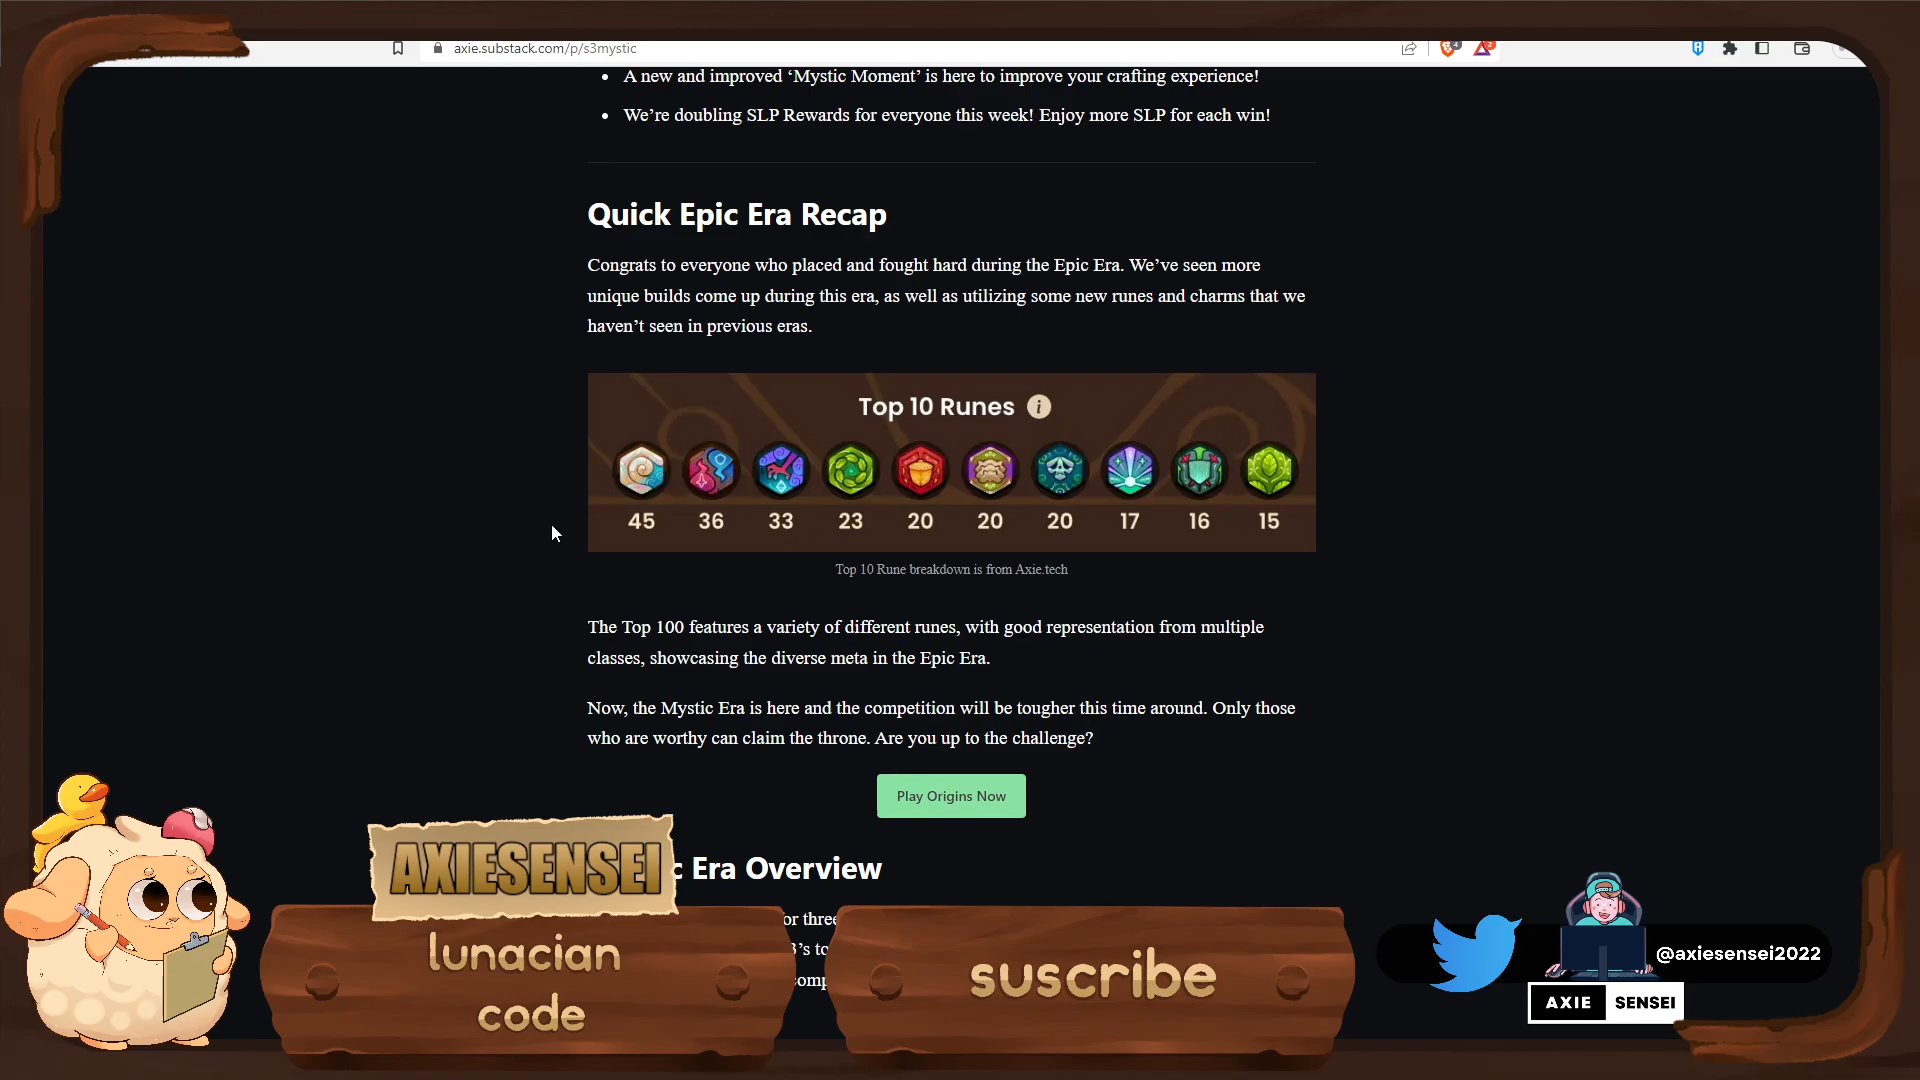 axie.substack.com/p/s3mystic
A new and improved ‘Mystic Moment’ is here to improve your crafting experience!
We’re doubling SLP Rewards for everyone this week! Enjoy more SLP for each win!
Quick Epic Era Recap
Congrats to everyone who placed and fought hard during the Epic Era. We’ve seen more
unique builds come up during this era, as well as utilizing some new runes and charms that we
haven’t seen in previous eras.
Top 10 Runes i
45 36 33 23 20 20 20 17 16 15
Top 10 Rune breakdown is from Axie.tech
The Top 100 features a variety of different runes, with good representation from multiple
classes, showcasing the diverse meta in the Epic Era.
Now, the Mystic Era is here and the competition will be tougher this time around. Only those
who are worthy can claim the throne. Are you up to the challenge?
Play Origins Now
c Era Overview
or three
AXIESENSEI
lunacian
code
suscribe
@axiesensei2022
AXIE SENSEI